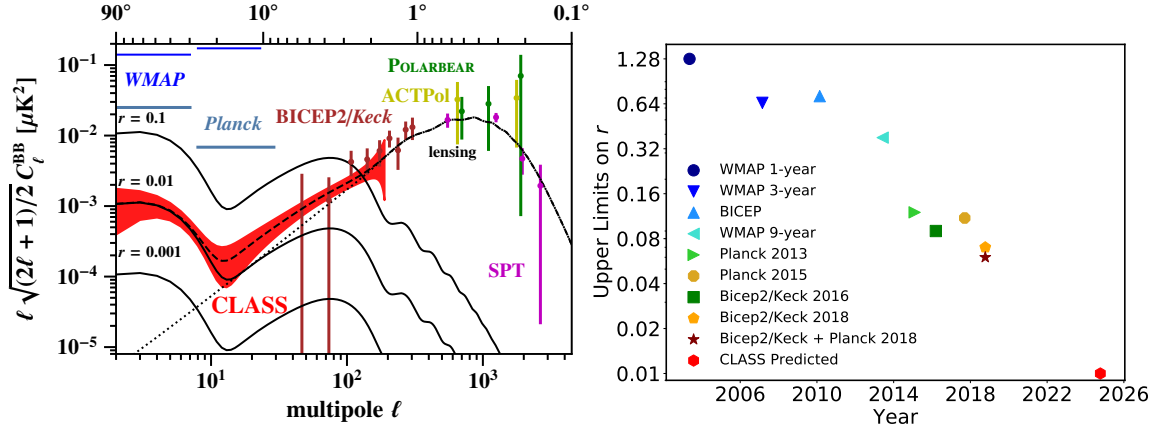 90° 10° 1° 0.1°
10⁻¹
10⁻²
10⁻³
10⁻⁴
10⁻⁵
ℓ √(2ℓ + 1)/2 C_ℓ^BB [μK²]
WMAP
Planck
POLARBEAR
ACTPol
BICEP2/Keck
r = 0.1
lensing
r = 0.01
r = 0.001
SPT
CLASS
10¹ 10² 10³
multipole ℓ
1.28
0.64
0.32
0.16
0.08
0.04
0.02
0.01
Upper Limits on r
WMAP 1-year
WMAP 3-year
BICEP
WMAP 9-year
Planck 2013
Planck 2015
Bicep2/Keck 2016
Bicep2/Keck 2018
Bicep2/Keck + Planck 2018
CLASS Predicted
2006 2010 2014 2018 2022 2026
Year